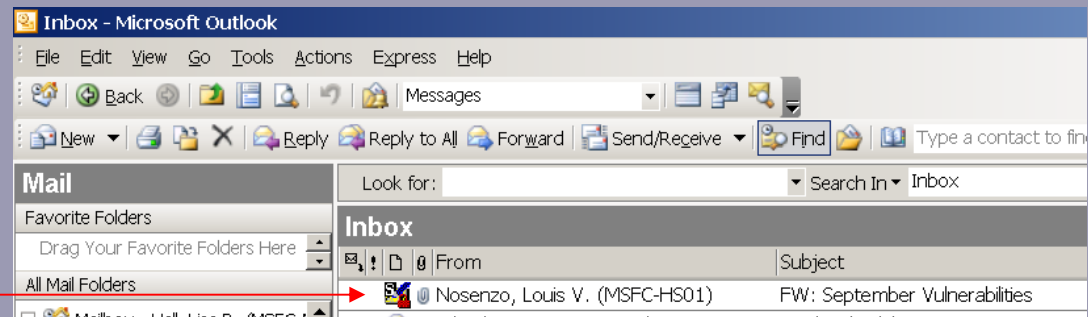 Inbox - Microsoft Outlook
File Edit View Go Tools Actions Express Help
Back Messages
New Reply Reply to All Forward Send/Receive Find Type a contact to fin
Mail Look for: Search In Inbox
Favorite Folders
Inbox
Drag Your Favorite Folders Here
From Subject
All Mail Folders
Nosenzo, Louis V. (MSFC-HS01) FW: September Vulnerabilities